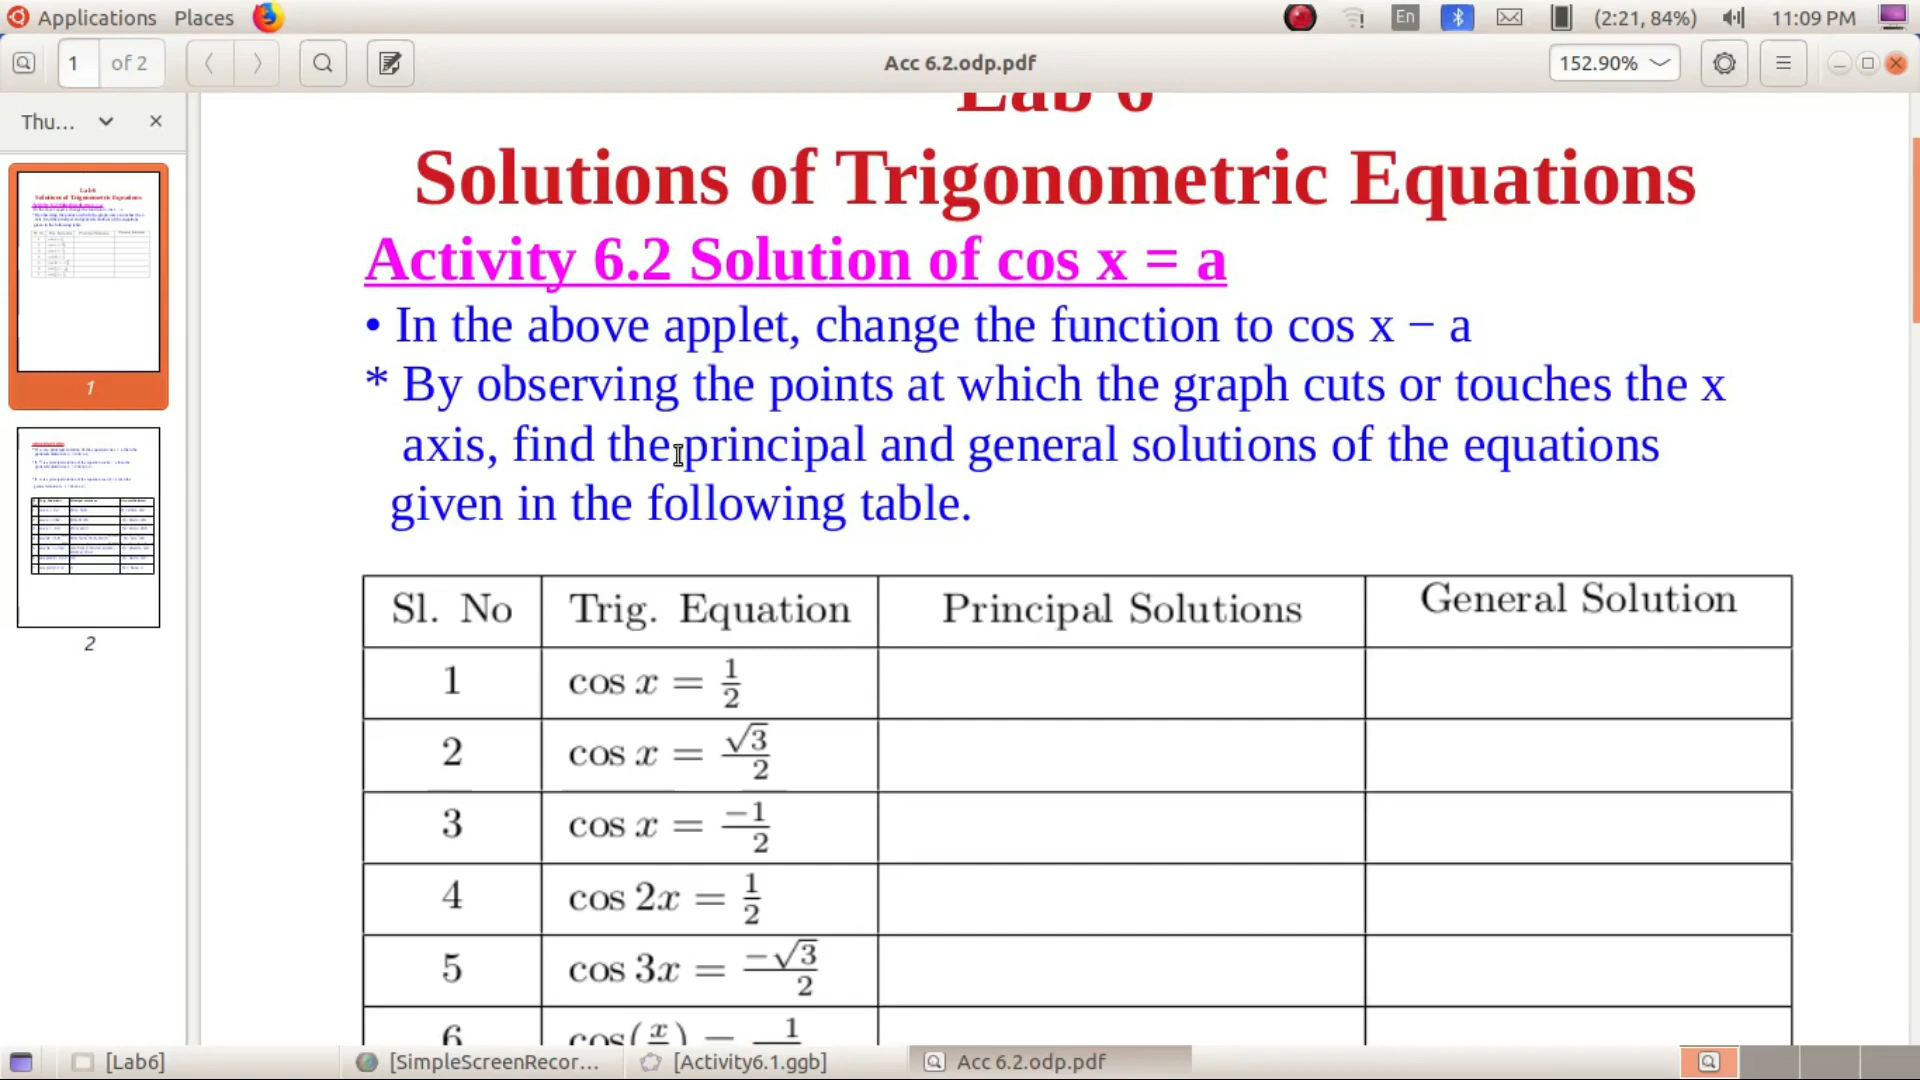 Applications Places En (2:21, 84%) 11:09 PM
1 of 2 Acc 6.2.odp.pdf 152.90%
Thu...
1
2
Lab 6
Solutions of Trigonometric Equations
Activity 6.2 Solution of cos x = a
• In the above applet, change the function to cos x − a
* By observing the points at which the graph cuts or touches the x
axis, find the principal and general solutions of the equations
given in the following table.
Sl. No Trig. Equation Principal Solutions General Solution
1 cos x = 1/2
2 cos x = √3/2
3 cos x = −1/2
4 cos 2x = 1/2
5 cos 3x = −√3/2
6
[Lab6] [SimpleScreenRecor... [Activity6.1.ggb] Acc 6.2.odp.pdf